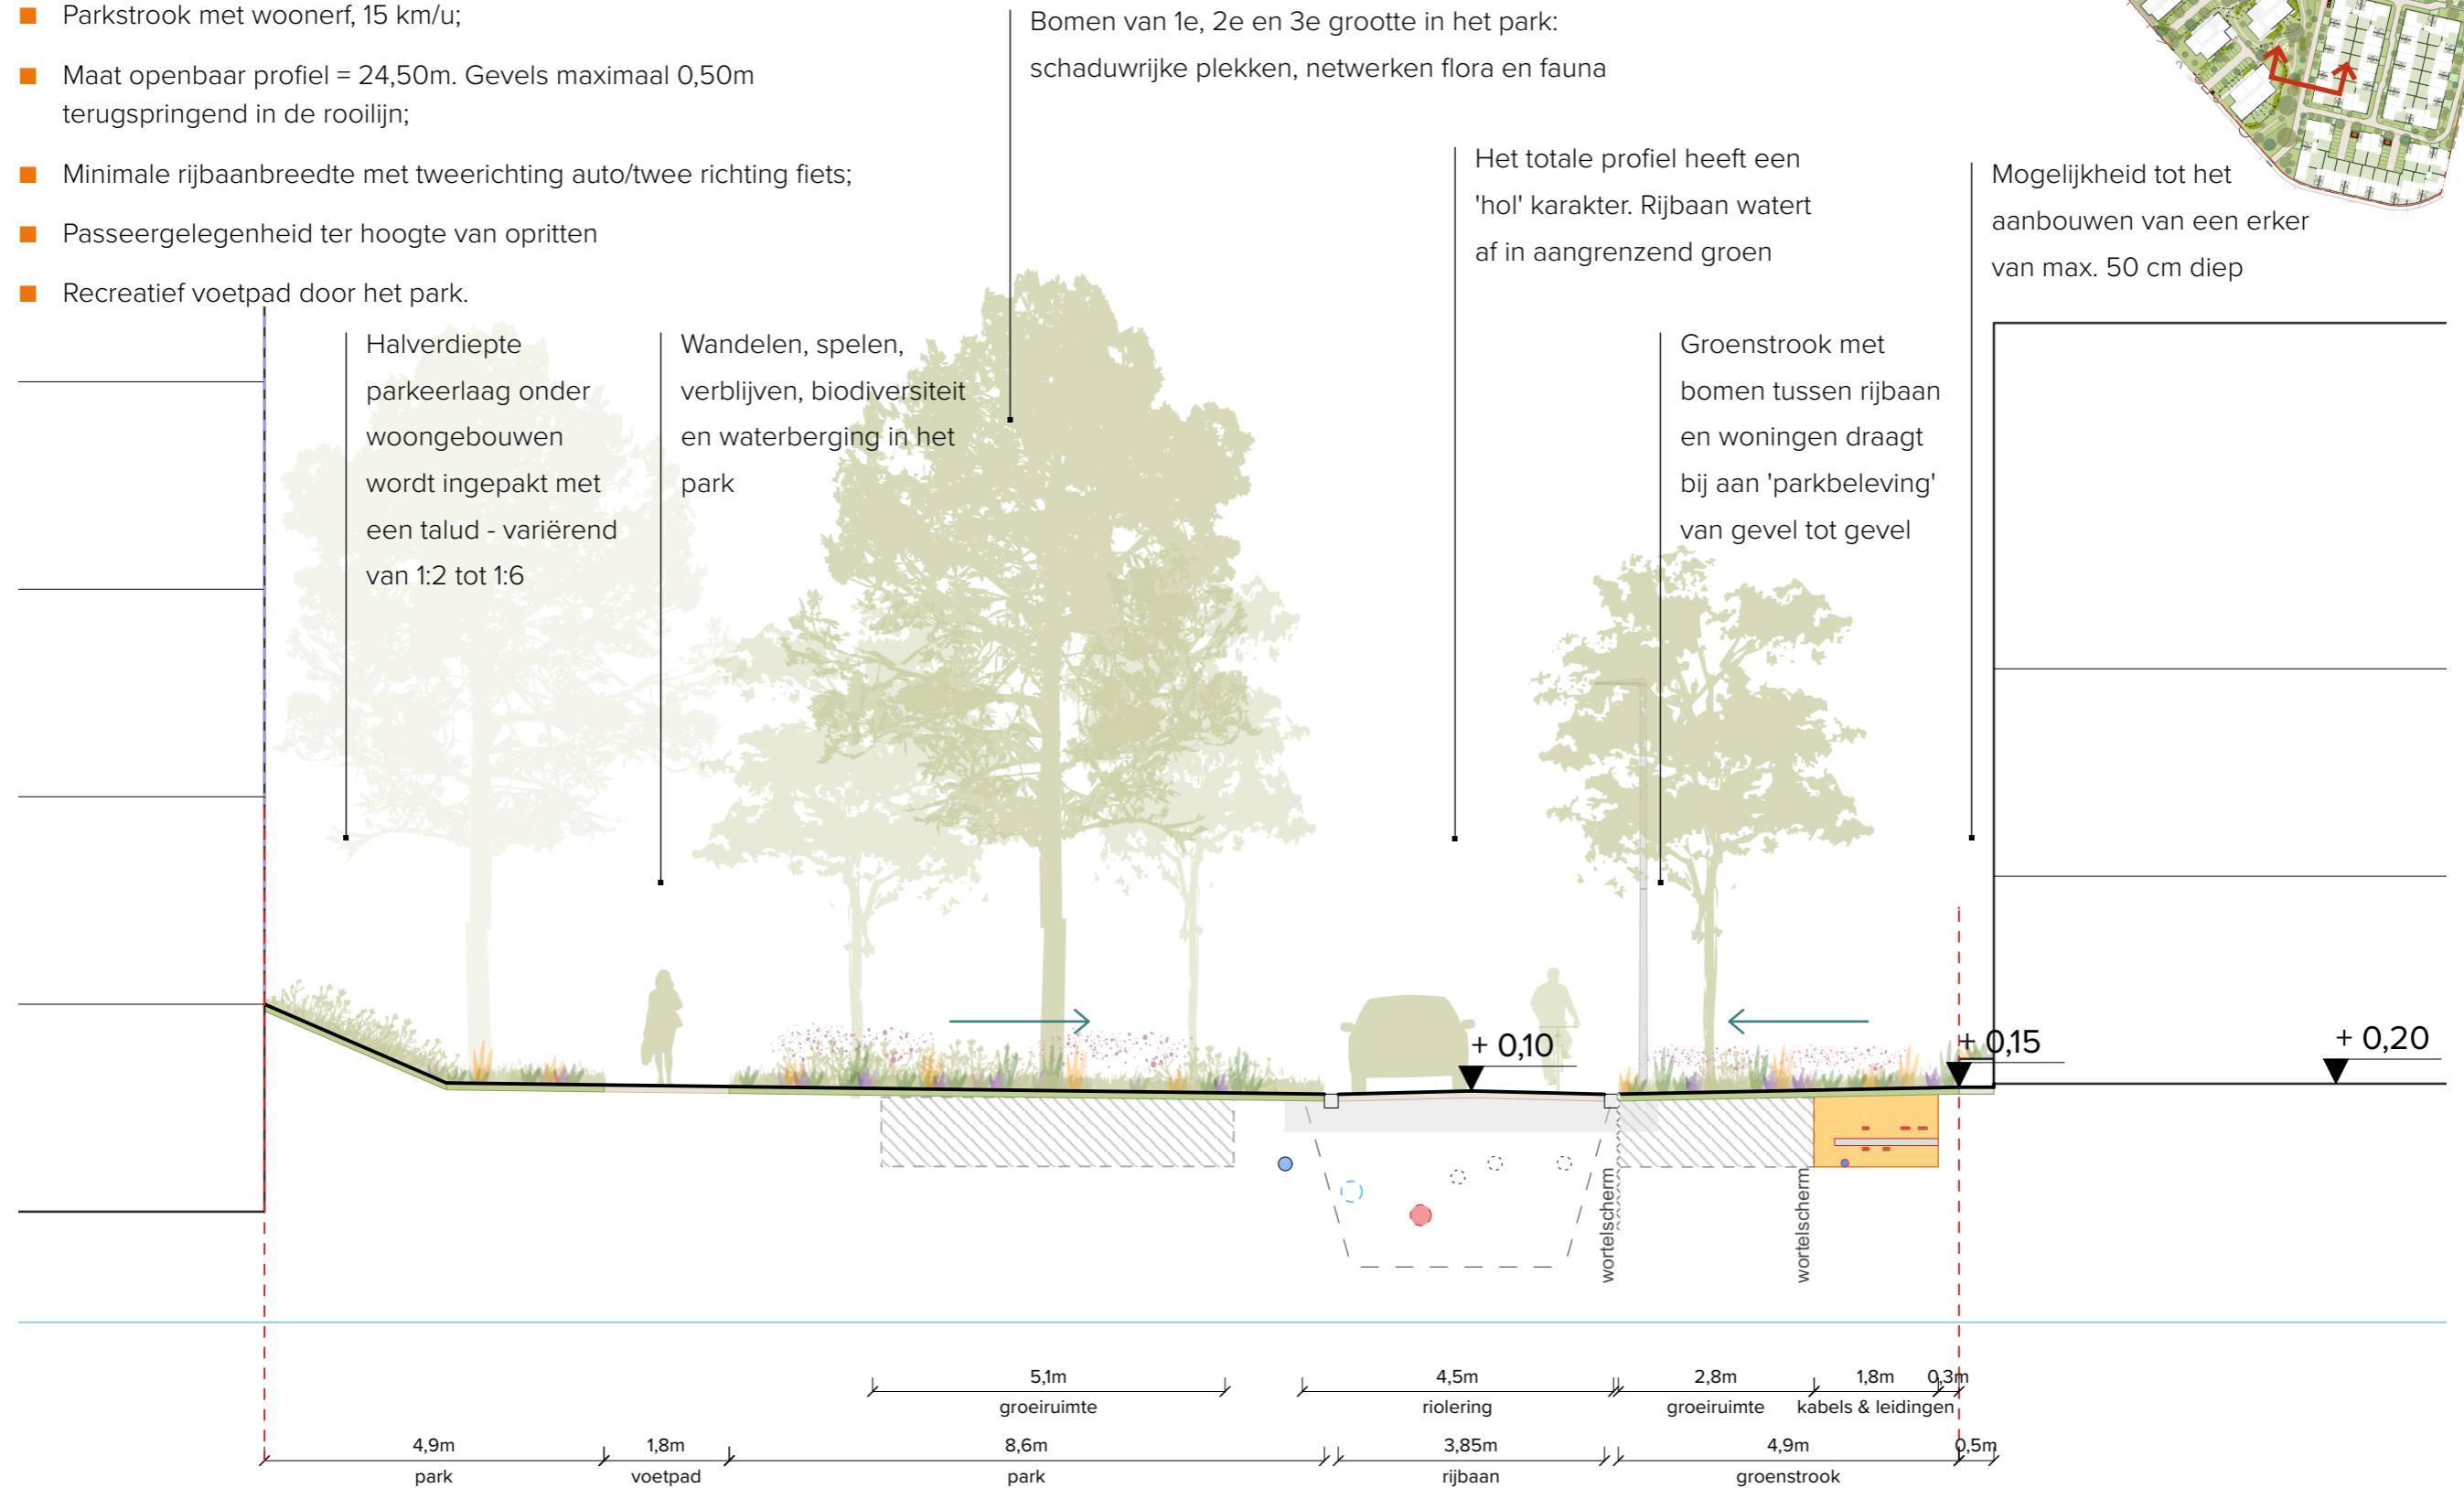 Parkstrook met woonerf, 15 km/u;
Maat openbaar profiel = 24,50m. Gevels maximaal 0,50m
terugspringend in de rooilijn;
Minimale rijbaanbreedte met tweerichting auto/twee richting fiets;
Passeergelegenheid ter hoogte van opritten
Recreatief voetpad door het park.
Bomen van 1e, 2e en 3e grootte in het park:
schaduwrijke plekken, netwerken flora en fauna
Het totale profiel heeft een
'hol' karakter. Rijbaan watert
af in aangrenzend groen
Mogelijkheid tot het
aanbouwen van een erker
van max. 50 cm diep
Halverdiepte
parkeerlaag onder
woongebouwen
wordt ingepakt met
een talud - variërend
van 1:2 tot 1:6
Wandelen, spelen,
verblijven, biodiversiteit
en waterberging in het
park
Groenstrook met
bomen tussen rijbaan
en woningen draagt
bij aan 'parkbeleving'
van gevel tot gevel
+ 0,10
+ 0,15
+ 0,20
wortelscherm
wortelscherm
5,1m
groeiruimte
4,5m
riolering
2,8m
groeiruimte
1,8m
0,3m
kabels & leidingen
4,9m
park
1,8m
voetpad
8,6m
park
3,85m
rijbaan
4,9m
groenstrook
0,5m